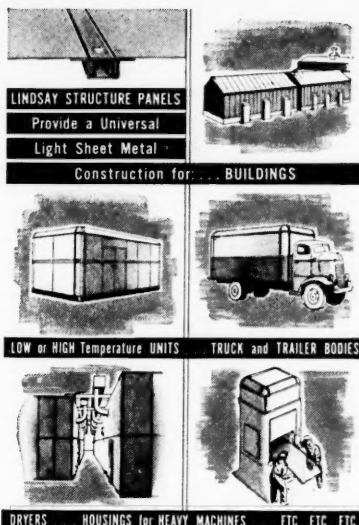 LINDSAY STRUCTURE PANELS
Provide a Universal
Light Sheet Metal
Construction for: ... BUILDINGS
LOW or HIGH Temperature UNITS ... TRUCK and TRAILER BODIES
DRYERS ... HOUSINGS for HEAVY MACHINES ... ETC. ETC. ETC.